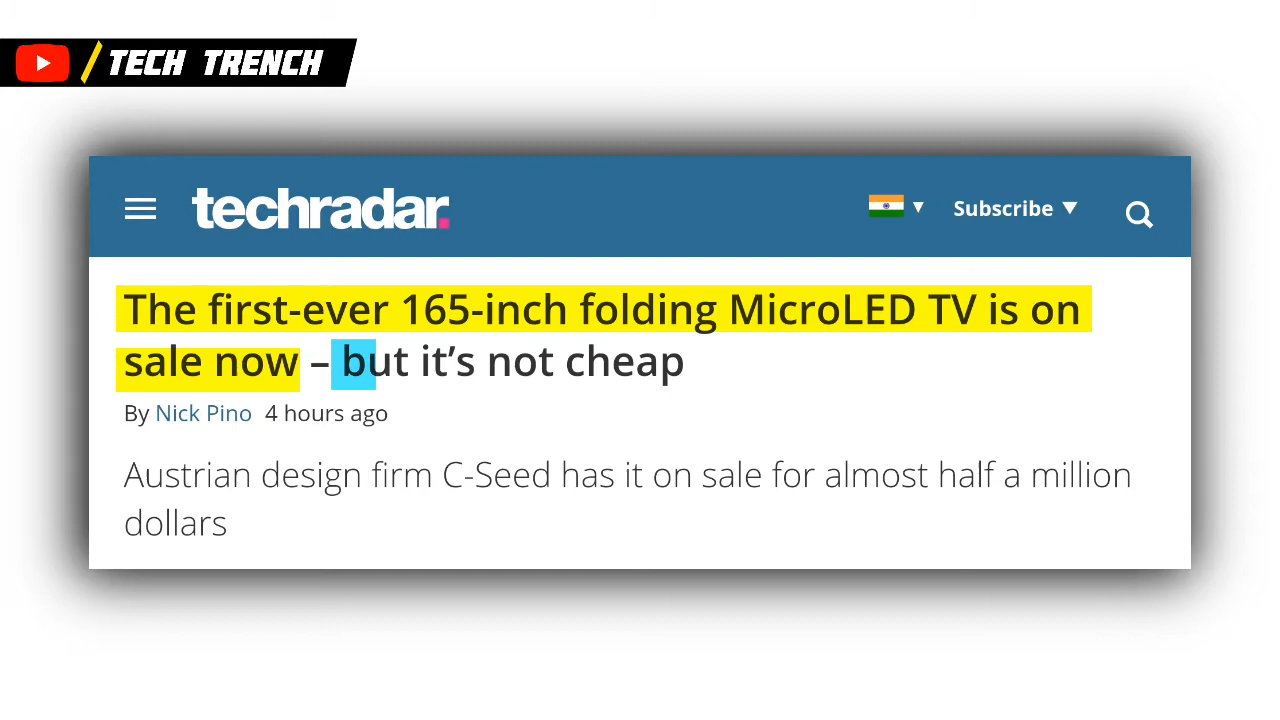 TECH TRENCH
techradar.
Subscribe
The first-ever 165-inch folding MicroLED TV is on
sale now – but it's not cheap
By Nick Pino 4 hours ago
Austrian design firm C-Seed has it on sale for almost half a million
dollars